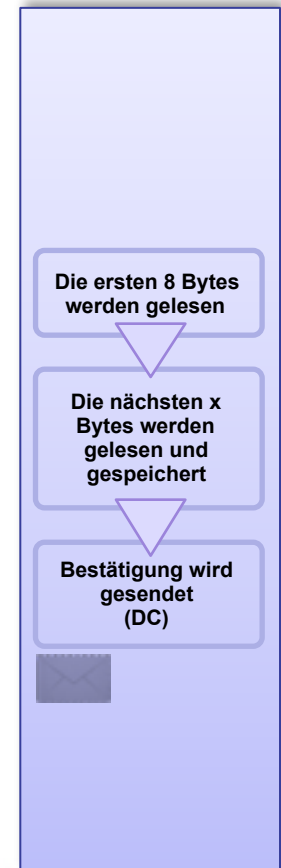 Die ersten 8 Bytes
werden gelesen
Die nächsten x
Bytes werden
gelesen und
gespeichert
Bestätigung wird
gesendet
(DC)